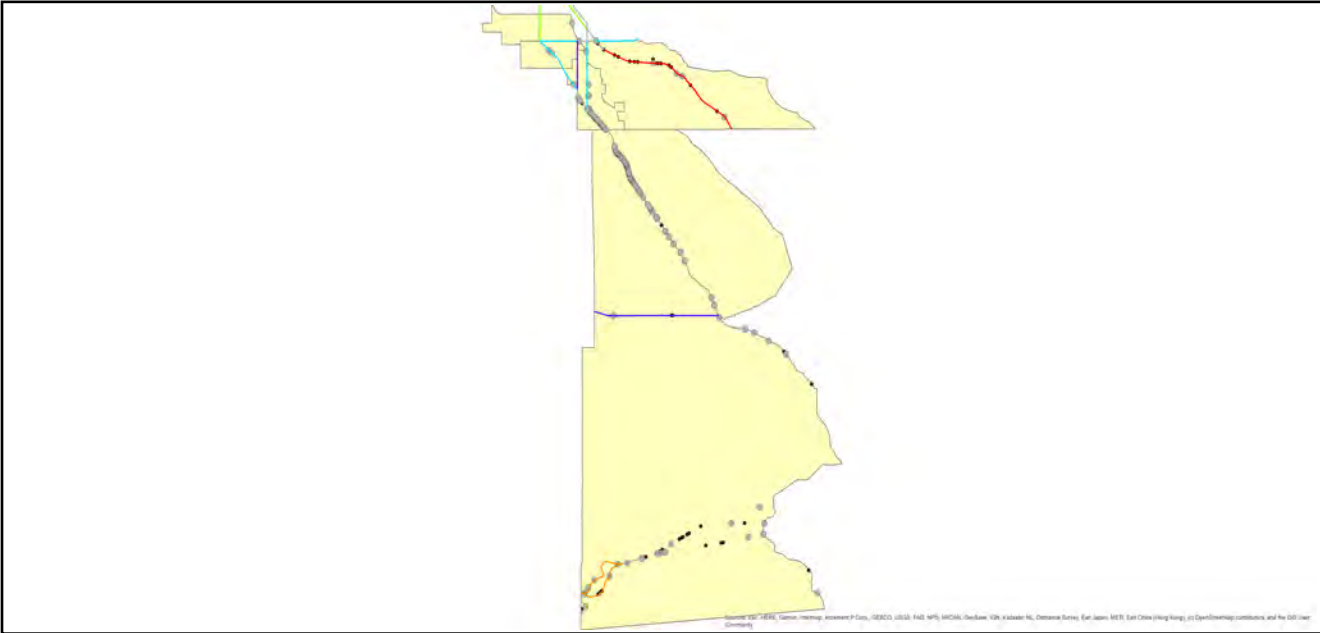 Sources: Esri, HERE, Garmin, Intermap, increment P Corp., GEBCO, USGS, FAO, NPS, NRCAN, GeoBase, IGN, Kadaster NL, Ordnance Survey, Esri Japan, METI, Esri China (Hong Kong), (c) OpenStreetMap contributors, and the GIS User
Community